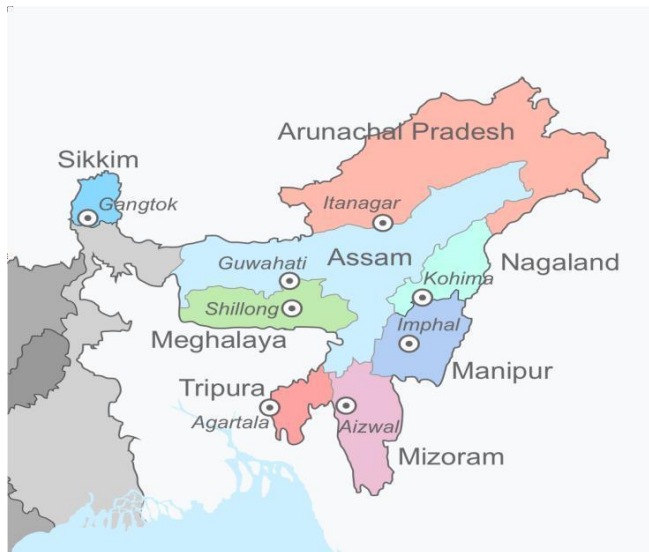 Arunachal Pradesh
Sikkim
Gangtok
Itanagar
Guwahati
Assam
Nagaland
Kohima
Shillong
Imphal
Meghalaya
Manipur
Tripura
Agartala
Aizwal
Mizoram